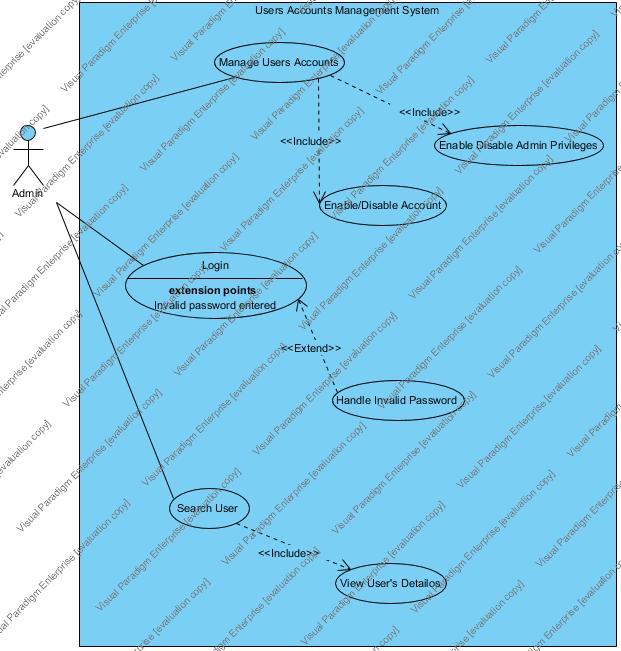 Users Accounts Management System
Manage Users Accounts
<<Include>>
<<Include>>
Enable Disable Admin Privileges
Admin
Enable/Disable Account
Login
extension points
Invalid password entered
<<Extend>>
Handle Invalid Password
Search User
<<Include>>
View User's Detailos
Visual Paradigm Enterprise [evaluation copy]